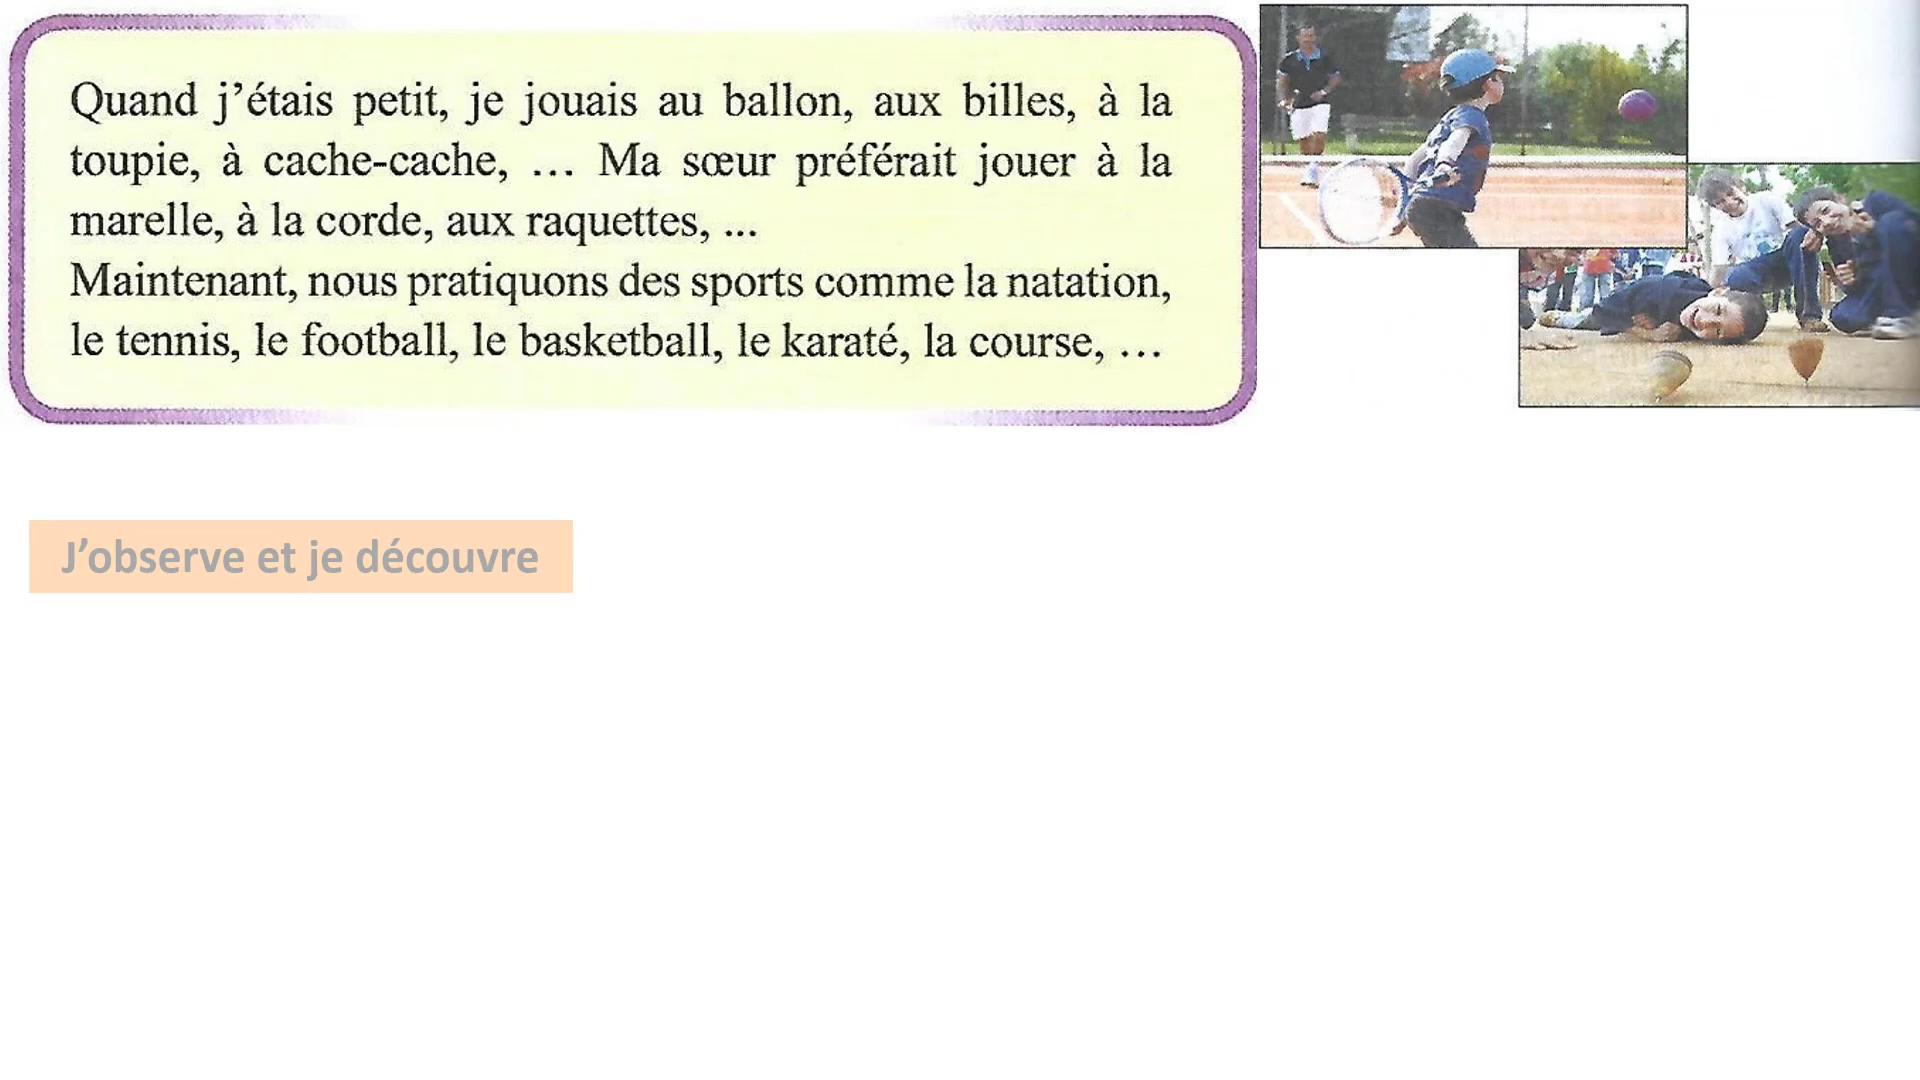 Quand j’étais petit, je jouais au ballon, aux billes, à la
toupie, à cache-cache, … Ma sœur préférait jouer à la
marelle, à la corde, aux raquettes, ...
Maintenant, nous pratiquons des sports comme la natation,
le tennis, le football, le basketball, le karaté, la course, …
J’observe et je découvre